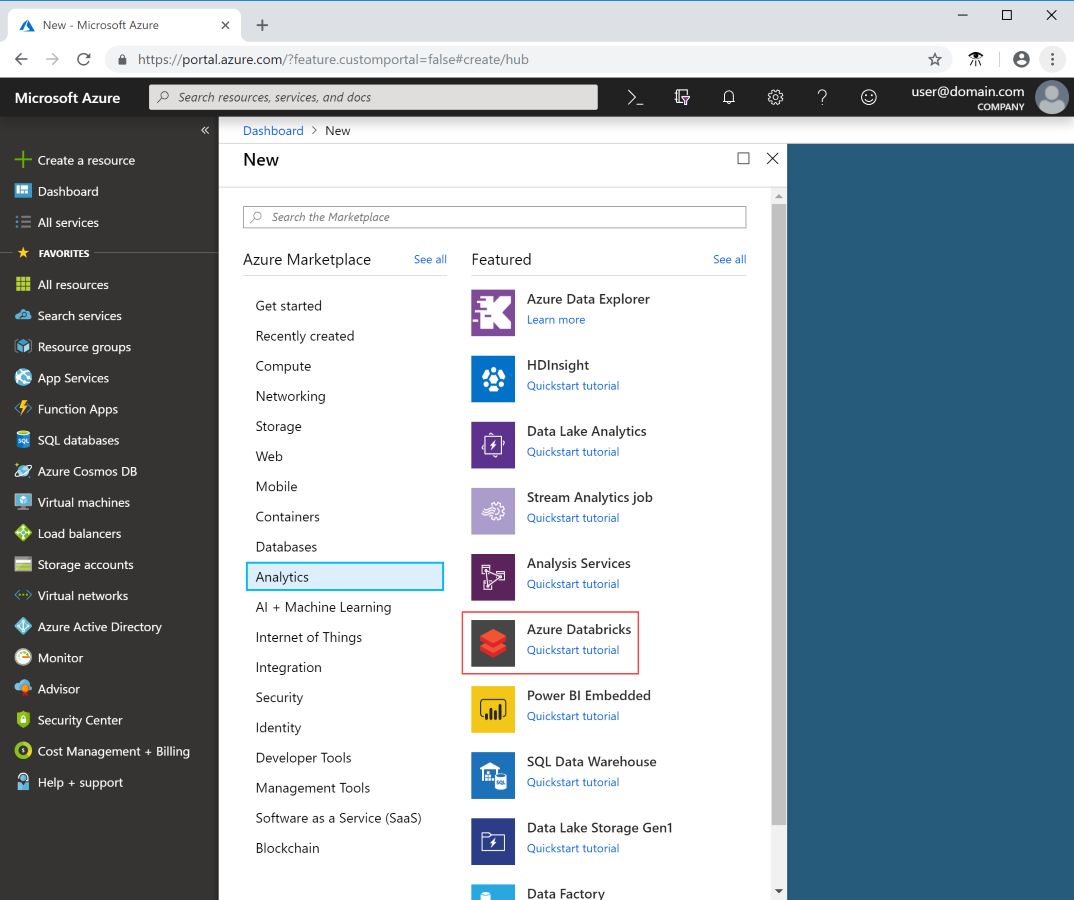 New - Microsoft Azure
https://portal.azure.com/?feature.customportal=false#create/hub
Microsoft Azure
Search resources, services, and docs
user@domain.com
COMPANY
Create a resource
Dashboard
All services
FAVORITES
All resources
Search services
Resource groups
App Services
Function Apps
SQL databases
Azure Cosmos DB
Virtual machines
Load balancers
Storage accounts
Virtual networks
Azure Active Directory
Monitor
Advisor
Security Center
Cost Management + Billing
Help + support
Dashboard > New
New
Search the Marketplace
Azure Marketplace See all
Get started
Recently created
Compute
Networking
Storage
Web
Mobile
Containers
Databases
Analytics
AI + Machine Learning
Internet of Things
Integration
Security
Identity
Developer Tools
Management Tools
Software as a Service (SaaS)
Blockchain
Featured See all
Azure Data Explorer
Learn more
HDInsight
Quickstart tutorial
Data Lake Analytics
Quickstart tutorial
Stream Analytics job
Quickstart tutorial
Analysis Services
Quickstart tutorial
Azure Databricks
Quickstart tutorial
Power BI Embedded
Quickstart tutorial
SQL Data Warehouse
Quickstart tutorial
Data Lake Storage Gen1
Quickstart tutorial
Data Factory